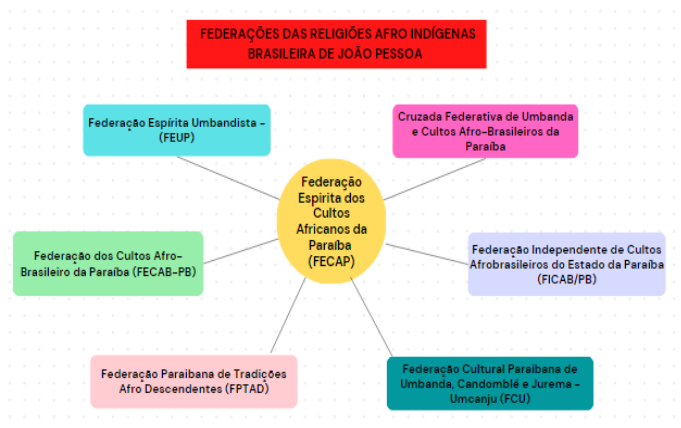 FEDERAÇÕES DAS RELIGIÕES AFRO INDÍGENAS
BRASILEIRA DE JOÃO PESSOA
Federação Espírita Umbandista -
(FEUP)
Cruzada Federativa de Umbanda
e Cultos Afro-Brasileiros da
Paraíba
Federação
Espirita dos
Cultos
Africanos da
Paraíba
(FECAP)
Federação dos Cultos Afro-
Brasileiro da Paraíba (FECAB-PB)
Federação Independente de Cultos
Afrobrasileiros do Estado da Paraíba
(FICAB/PB)
Federação Paraibana de Tradições
Afro Descendentes (FPTAD)
Federação Cultural Paraibana de
Umbanda, Candomblé e Jurema -
Umcanju (FCU)